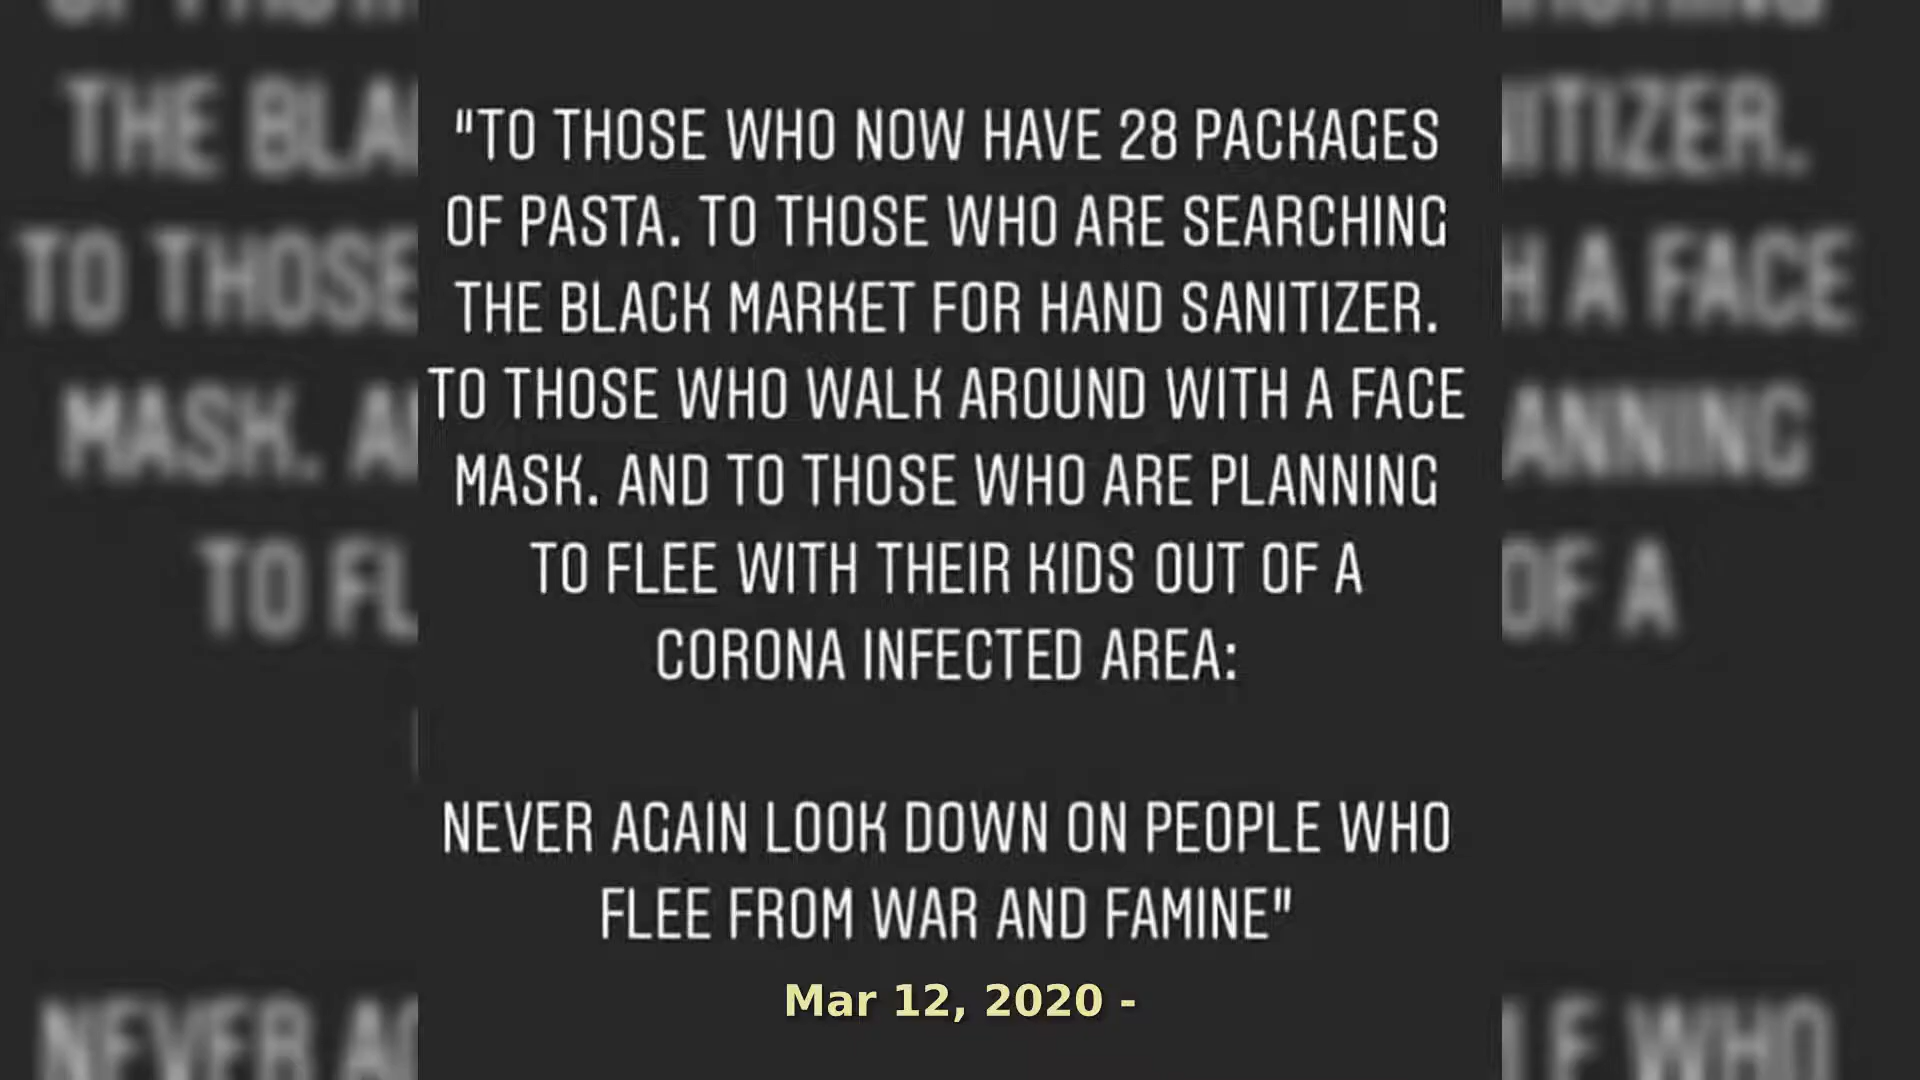 "TO THOSE WHO NOW HAVE 28 PACKAGES
OF PASTA. TO THOSE WHO ARE SEARCHING
THE BLACK MARKET FOR HAND SANITIZER.
TO THOSE WHO WALK AROUND WITH A FACE
MASK. AND TO THOSE WHO ARE PLANNING
TO FLEE WITH THEIR KIDS OUT OF A
CORONA INFECTED AREA:
NEVER AGAIN LOOK DOWN ON PEOPLE WHO
FLEE FROM WAR AND FAMINE"
Mar 12, 2020 -